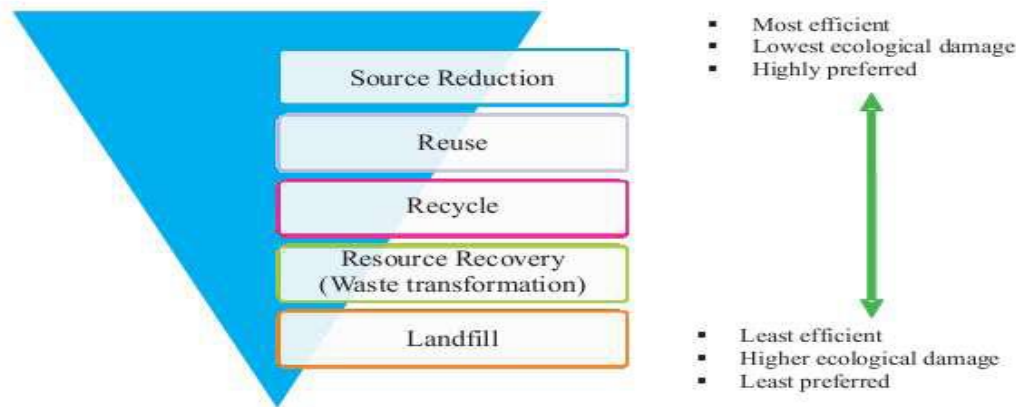 Source Reduction
Reuse
Recycle
Resource Recovery
(Waste transformation)
Landfill
▪ Most efficient
▪ Lowest ecological damage
▪ Highly preferred
▪ Least efficient
▪ Higher ecological damage
▪ Least preferred